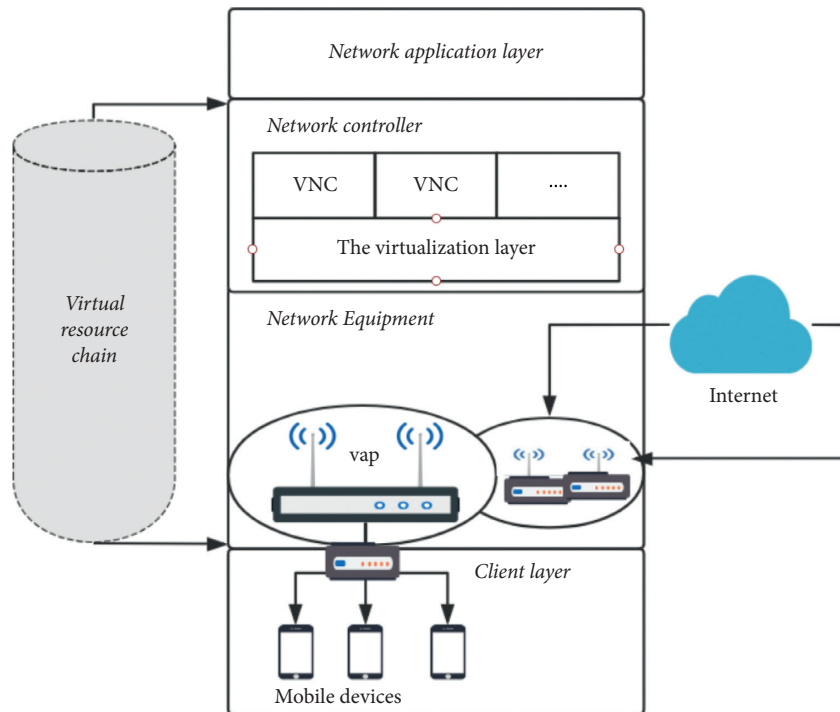 Network application layer
Network controller
VNC
VNC
....
The virtualization layer
Virtual
resource
chain
Network Equipment
Internet
vap
Client layer
Mobile devices